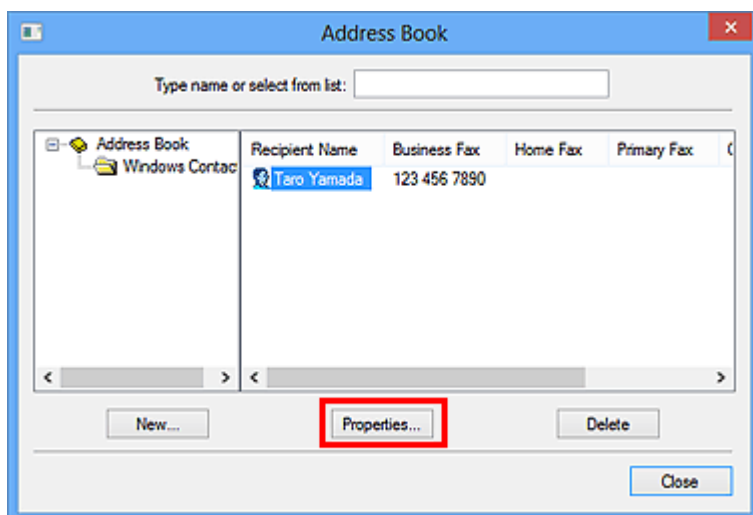 Address Book
Type name or select from list:
Address Book
Windows Contac
Recipient Name Business Fax Home Fax Primary Fax
Taro Yamada 123 456 7890
New... Properties... Delete
Close